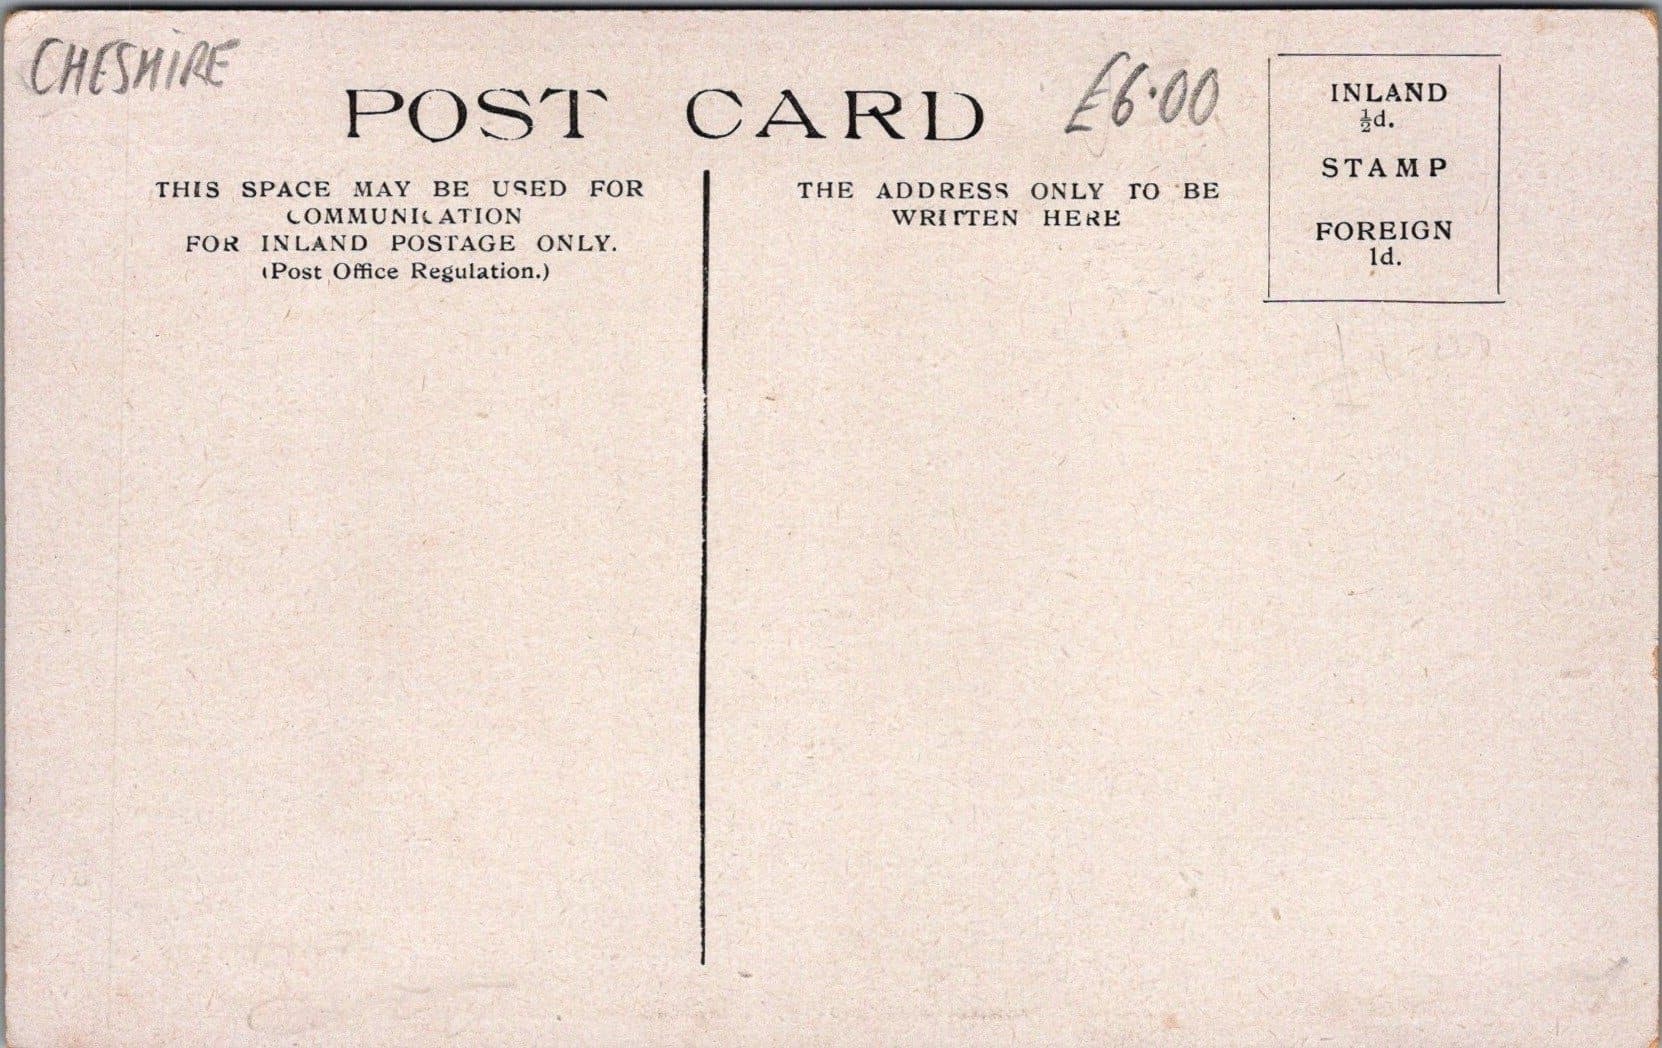 CHESHIRE
POST CARD
£6.00
THIS SPACE MAY BE USED FOR
COMMUNICATION
FOR INLAND POSTAGE ONLY.
(Post Office Regulation.)
THE ADDRESS ONLY TO BE
WRITTEN HERE
INLAND
½d.
STAMP
FOREIGN
1d.